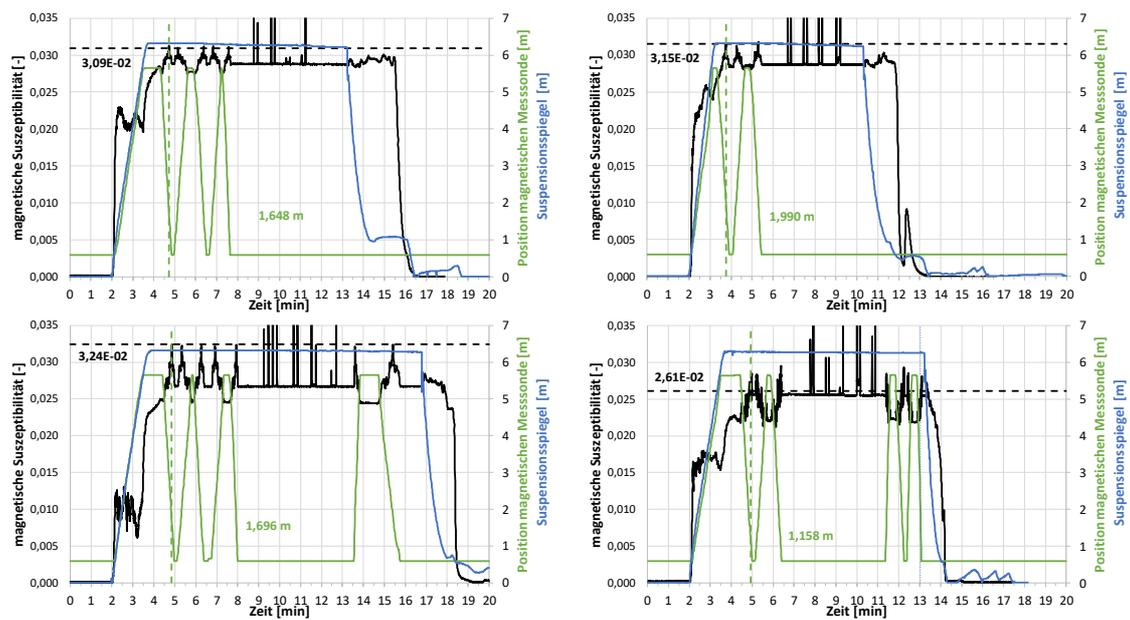 0,035
0,030
0,025
0,020
0,015
0,010
0,005
0,000
magnetische Suszeptibilität [-]
3,09E-02
1,648 m
7
6
5
4
3
2
1
0
Position magnetischen Messsonde [m]
Suspensionsspiegel [m]
0 1 2 3 4 5 6 7 8 9 10 11 12 13 14 15 16 17 18 19 20
Zeit [min]
0,035
0,030
0,025
0,020
0,015
0,010
0,005
0,000
magnetische Suszeptibilität [-]
3,15E-02
1,990 m
7
6
5
4
3
2
1
0
Position magnetischen Messsonde [m]
Suspensionsspiegel [m]
0 1 2 3 4 5 6 7 8 9 10 11 12 13 14 15 16 17 18 19 20
Zeit [min]
0,035
0,030
0,025
0,020
0,015
0,010
0,005
0,000
magnetische Suszeptibilität [-]
3,24E-02
1,696 m
7
6
5
4
3
2
1
0
Position magnetischen Messsonde [m]
Suspensionsspiegel [m]
0 1 2 3 4 5 6 7 8 9 10 11 12 13 14 15 16 17 18 19 20
Zeit [min]
0,035
0,030
0,025
0,020
0,015
0,010
0,005
0,000
magnetische Suszeptibilität [-]
2,61E-02
1,158 m
7
6
5
4
3
2
1
0
Position magnetischen Messsonde [m]
Suspensionsspiegel [m]
0 1 2 3 4 5 6 7 8 9 10 11 12 13 14 15 16 17 18 19 20
Zeit [min]